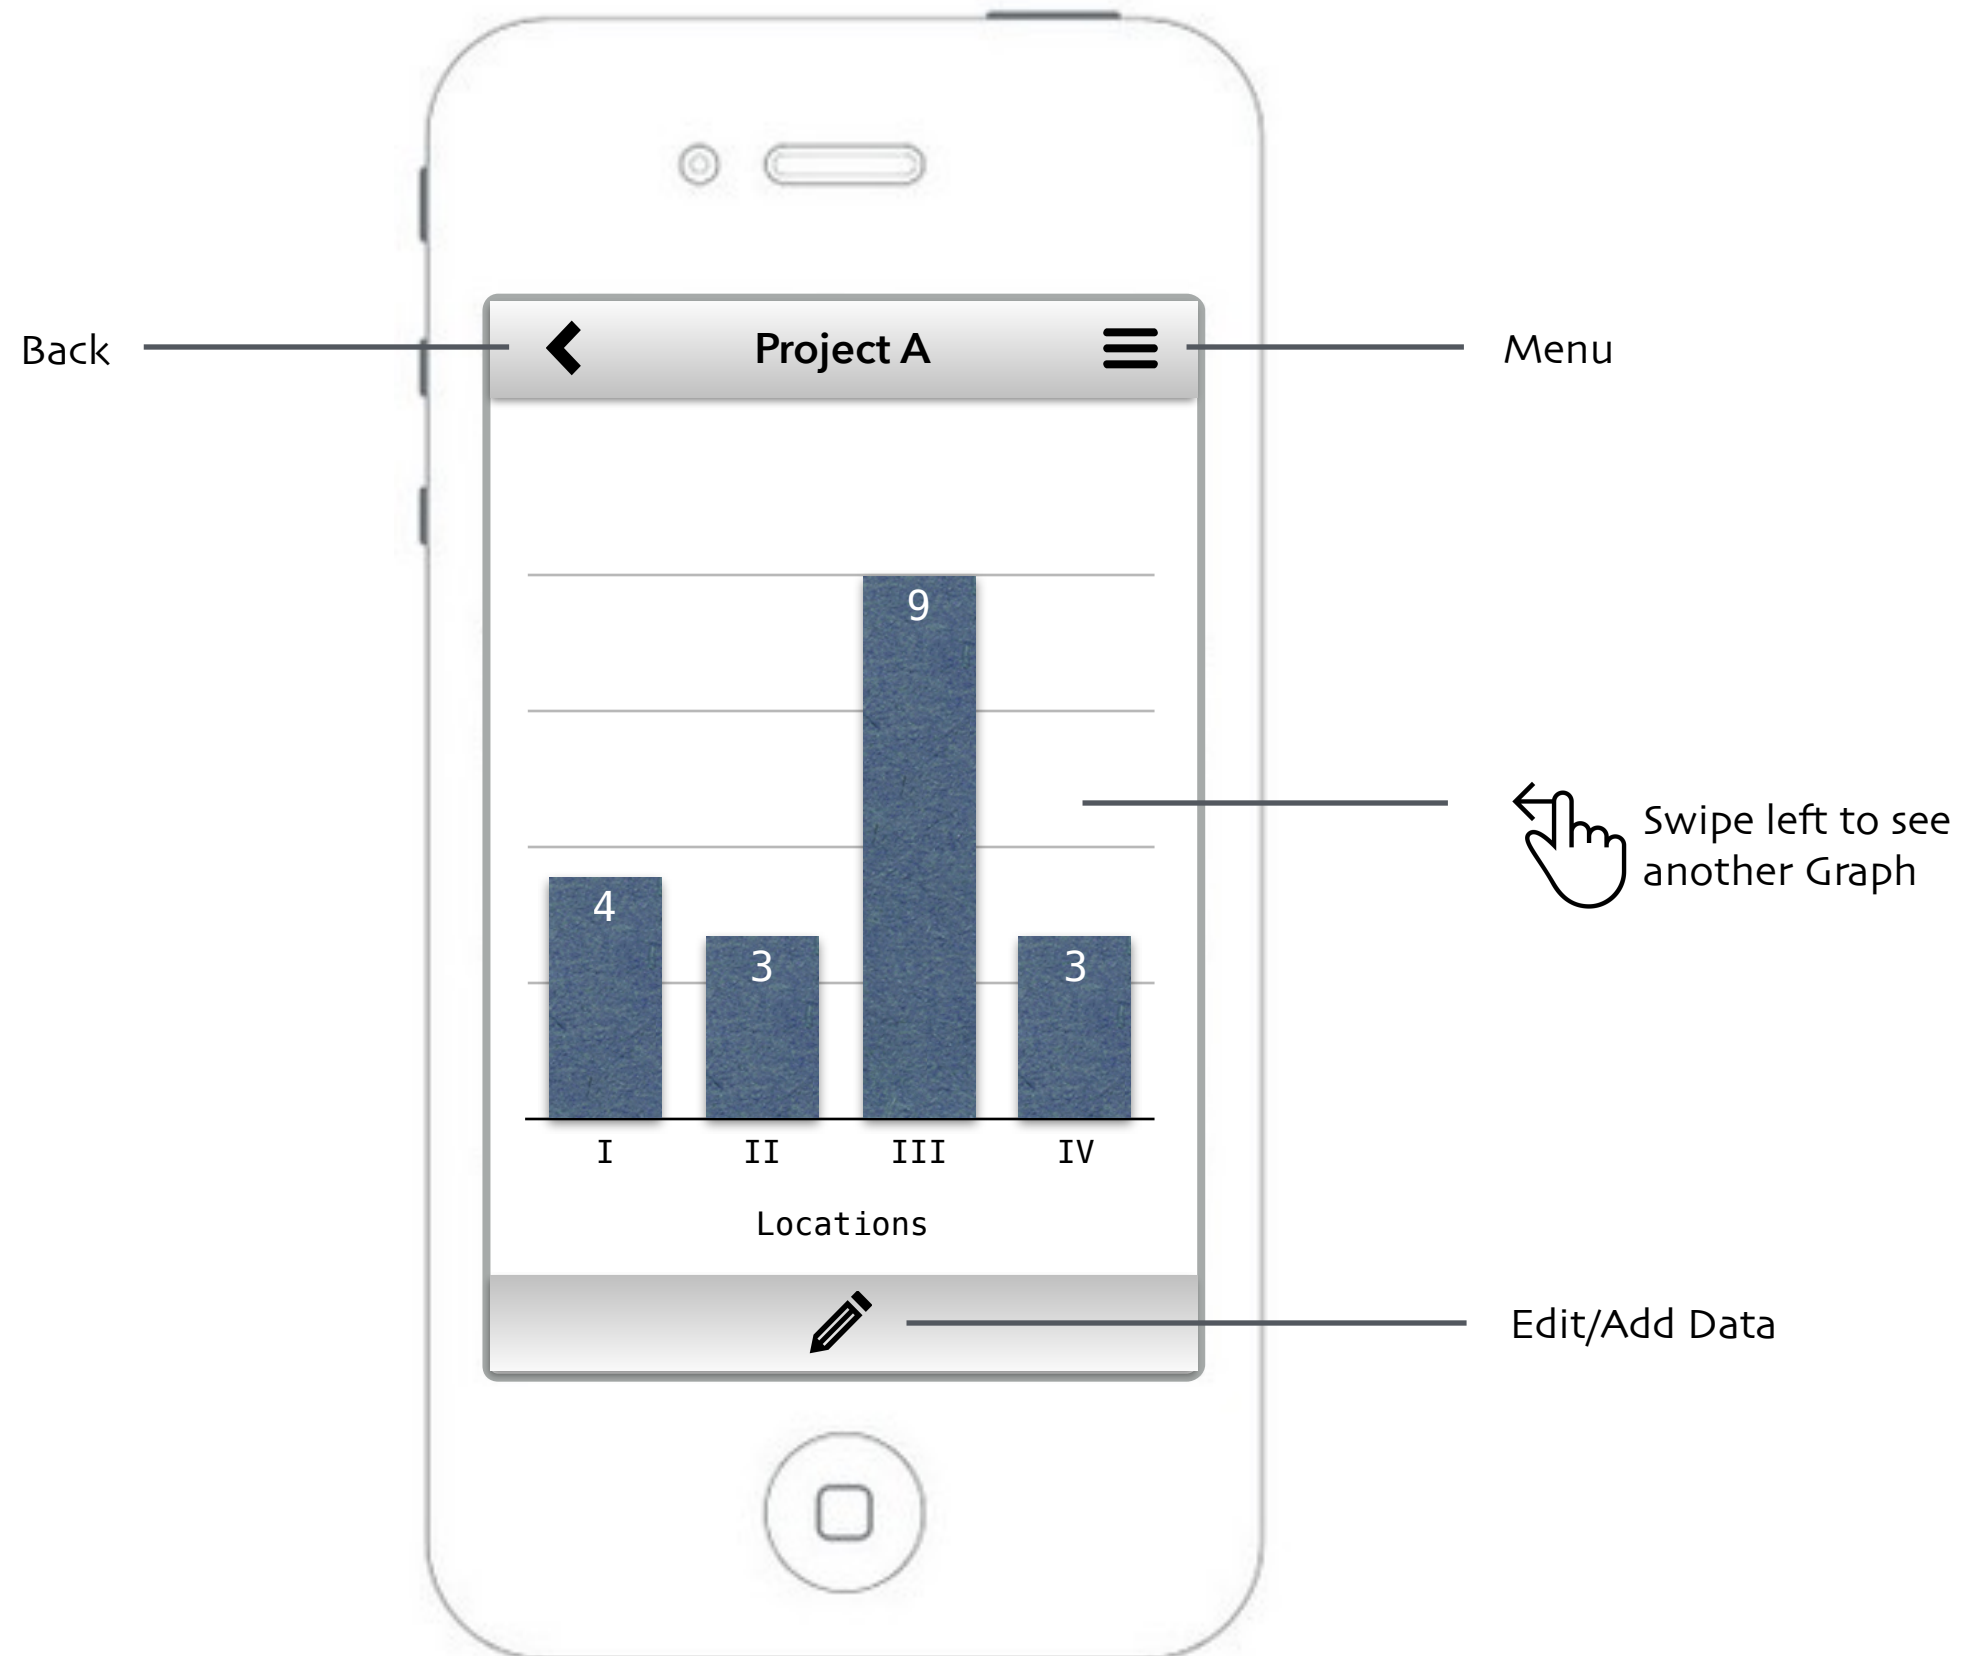 Back
Project A
Menu
9
Swipe left to see
another Graph
4
3
3
I II III IV
Locations
Edit/Add Data